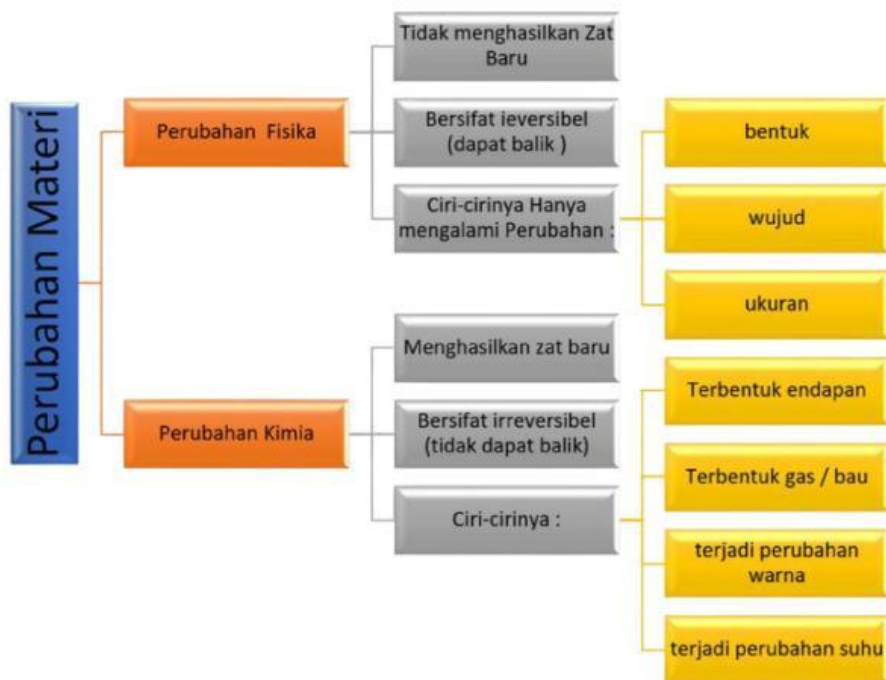 Perubahan Materi
Perubahan  Fisika
Tidak menghasilkan Zat
Baru
Bersifat ieversibel
(dapat balik )
Ciri-cirinya Hanya
mengalami Perubahan :
bentuk
wujud
ukuran
Perubahan Kimia
Menghasilkan zat baru
Bersifat irreversibel
(tidak dapat balik)
Ciri-cirinya :
Terbentuk endapan
Terbentuk gas / bau
terjadi perubahan
warna
terjadi perubahan suhu